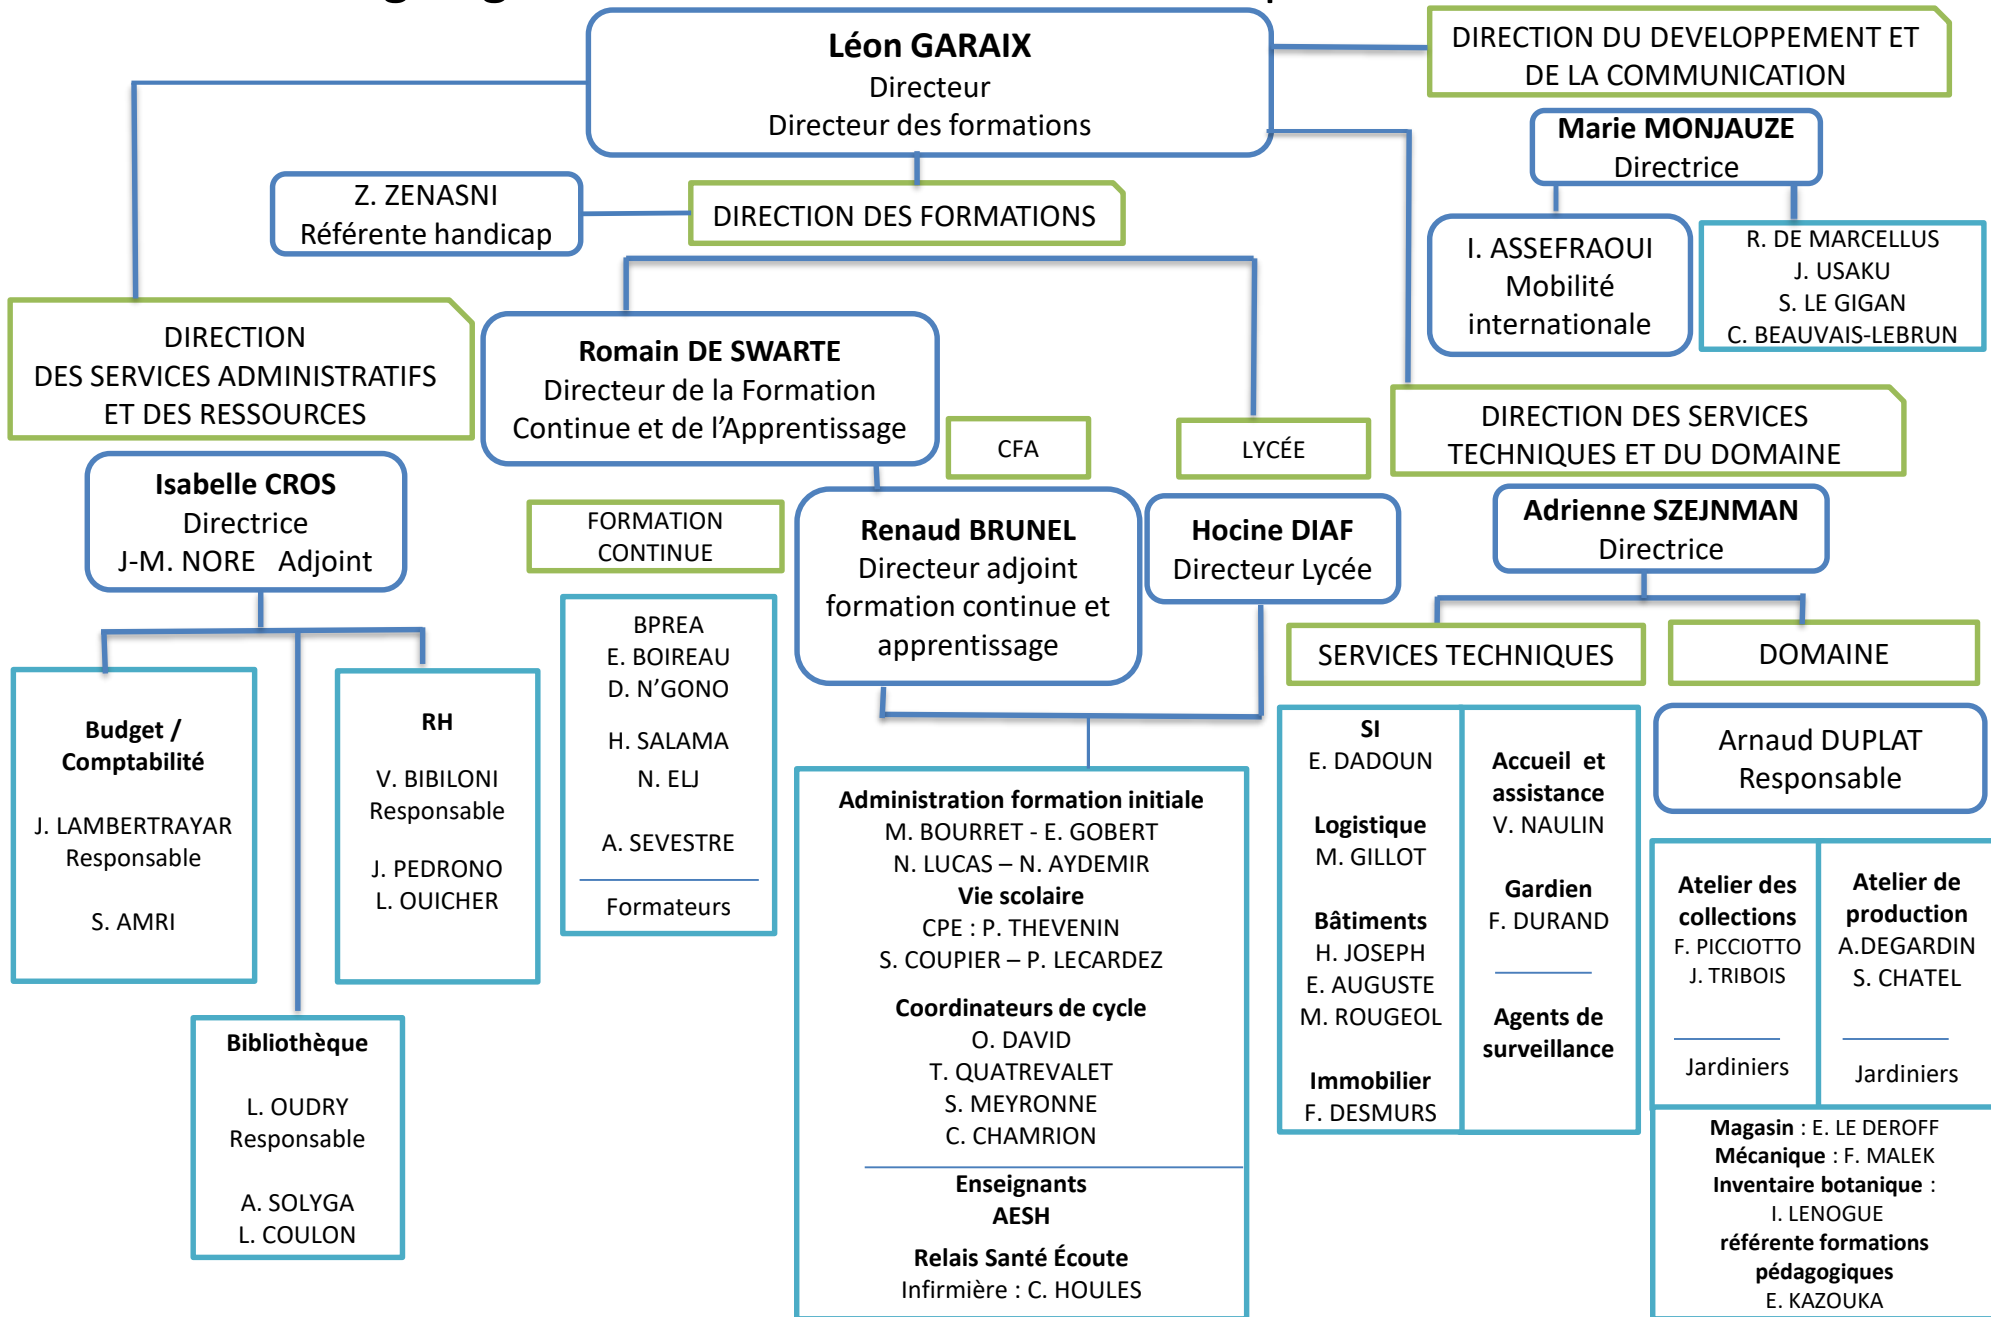 Léon GARAIX
Directeur
Directeur des formations
DIRECTION DU DEVELOPPEMENT ET
DE LA COMMUNICATION
Marie MONJAUZE
Directrice
I. ASSEFRAOUI
Mobilité
internationale
R. DE MARCELLUS
J. USAKU
S. LE GIGAN
C. BEAUVAIS-LEBRUN
Z. ZENASNI
Référente handicap
DIRECTION DES FORMATIONS
DIRECTION
DES SERVICES ADMINISTRATIFS
ET DES RESSOURCES
Isabelle CROS
Directrice
J-M. NORE   Adjoint
Budget /
Comptabilité
J. LAMBERTRAYAR
Responsable
S. AMRI
RH
V. BIBILONI
Responsable
J. PEDRONO
L. OUICHER
Bibliothèque
L. OUDRY
Responsable
A. SOLYGA
L. COULON
Romain DE SWARTE
Directeur de la Formation
Continue et de l’Apprentissage
CFA
LYCÉE
FORMATION
CONTINUE
BPREA
E. BOIREAU
D. N’GONO
H. SALAMA
N. ELJ
A. SEVESTRE
Formateurs
Renaud BRUNEL
Directeur adjoint
formation continue et
apprentissage
Hocine DIAF
Directeur Lycée
Administration formation initiale
M. BOURRET - E. GOBERT
N. LUCAS – N. AYDEMIR
Vie scolaire
CPE : P. THEVENIN
S. COUPIER – P. LECARDEZ
Coordinateurs de cycle
O. DAVID
T. QUATREVALET
S. MEYRONNE
C. CHAMRION
Enseignants
AESH
Relais Santé Écoute
Infirmière : C. HOULES
DIRECTION DES SERVICES
TECHNIQUES ET DU DOMAINE
Adrienne SZEJNMAN
Directrice
SERVICES TECHNIQUES
DOMAINE
SI
E. DADOUN
Logistique
M. GILLOT
Bâtiments
H. JOSEPH
E. AUGUSTE
M. ROUGEOL
Immobilier
F. DESMURS
Accueil et
assistance
V. NAULIN
Gardien
F. DURAND
Agents de
surveillance
Arnaud DUPLAT
Responsable
Atelier des
collections
F. PICCIOTTO
J. TRIBOIS
Jardiniers
Atelier de
production
A.DEGARDIN
S. CHATEL
Jardiniers
Magasin : E. LE DEROFF
Mécanique : F. MALEK
Inventaire botanique :
I. LENOGUE
référente formations
pédagogiques
E. KAZOUKA